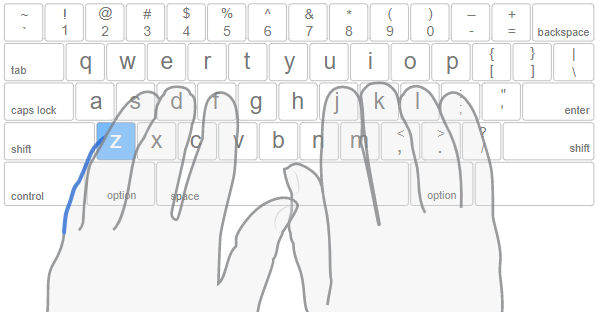 ~ ! @ # $ % ^ & * ( ) – +
` 1 2 3 4 5 6 7 8 9 0 - = backspace
tab q w e r t y u i o p { [ } ] | \
caps lock a s d f g h j k l : ; " ' enter
shift z x c v b n m < , > . ? / shift
control option space option